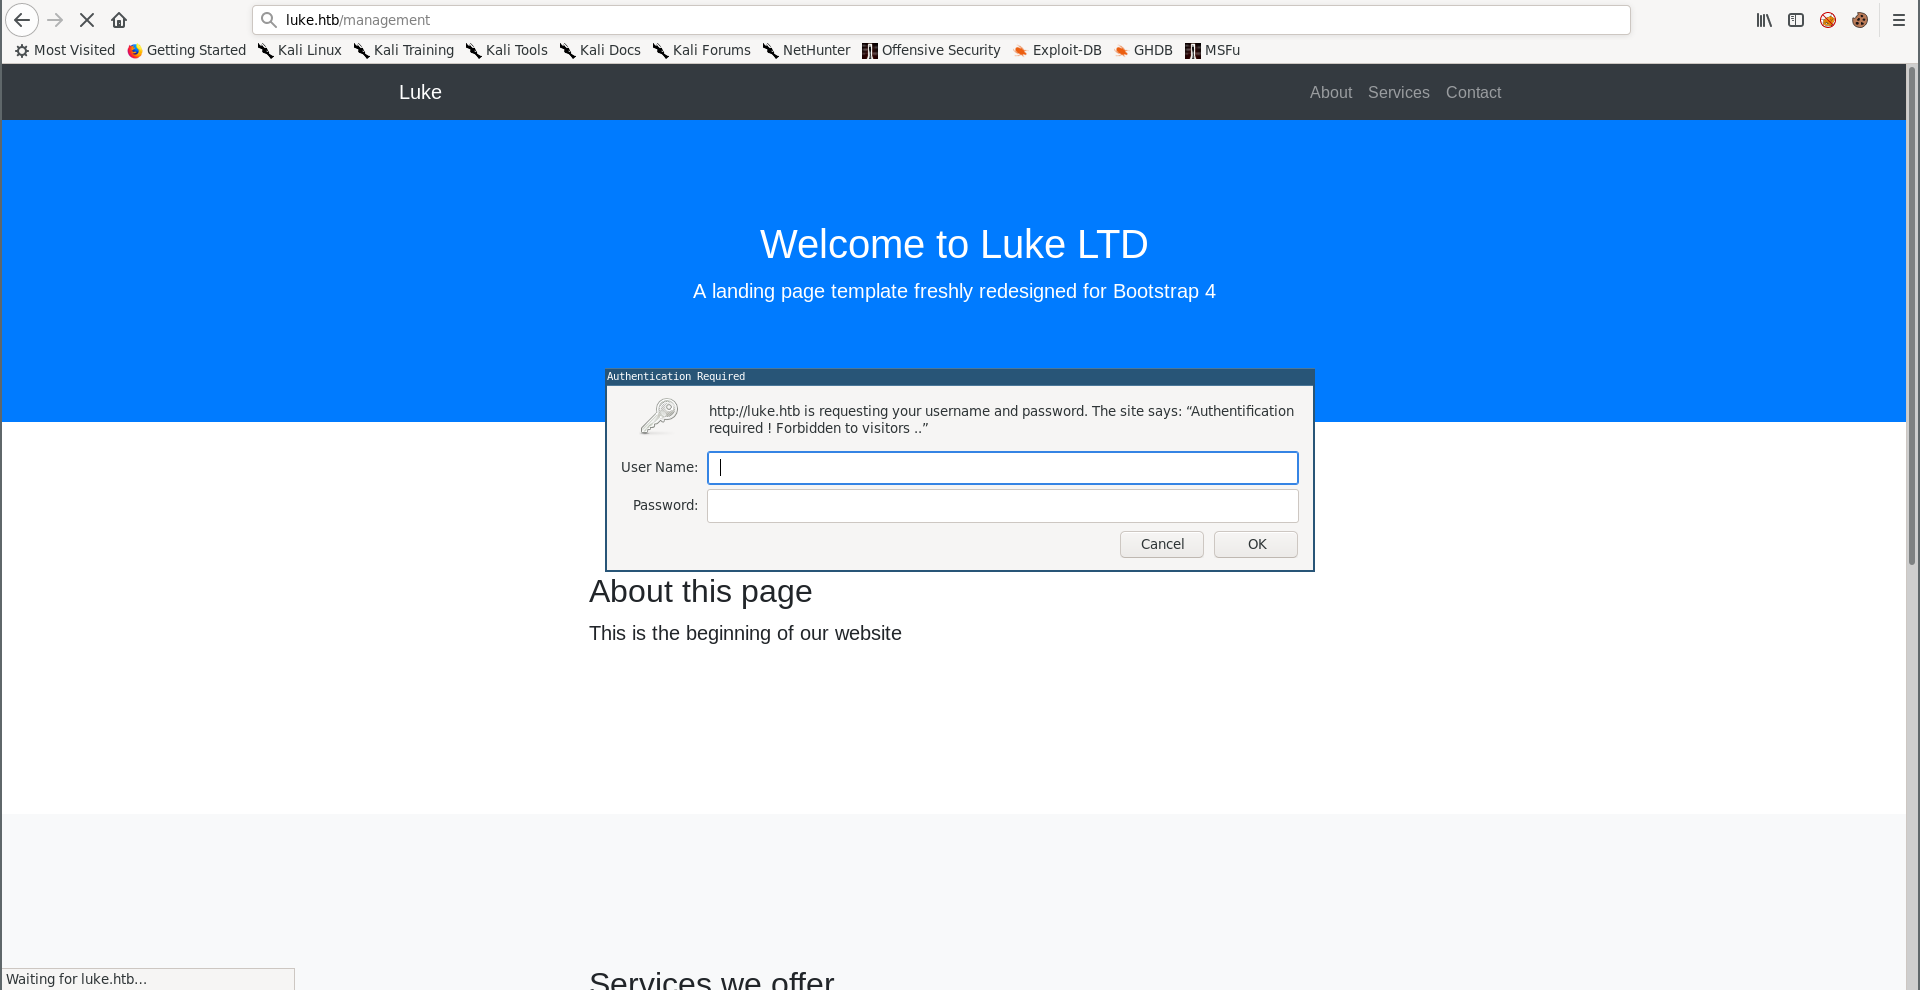 luke.htb/management
Most Visited Getting Started Kali Linux Kali Training Kali Tools Kali Docs Kali Forums NetHunter Offensive Security Exploit-DB GHDB MSFu
Luke About Services Contact
Welcome to Luke LTD
A landing page template freshly redesigned for Bootstrap 4
Authentication Required
http://luke.htb is requesting your username and password. The site says: “Authentification
required ! Forbidden to visitors ..”
User Name:
Password:
Cancel OK
About this page
This is the beginning of our website
Services we offer
Waiting for luke.htb...